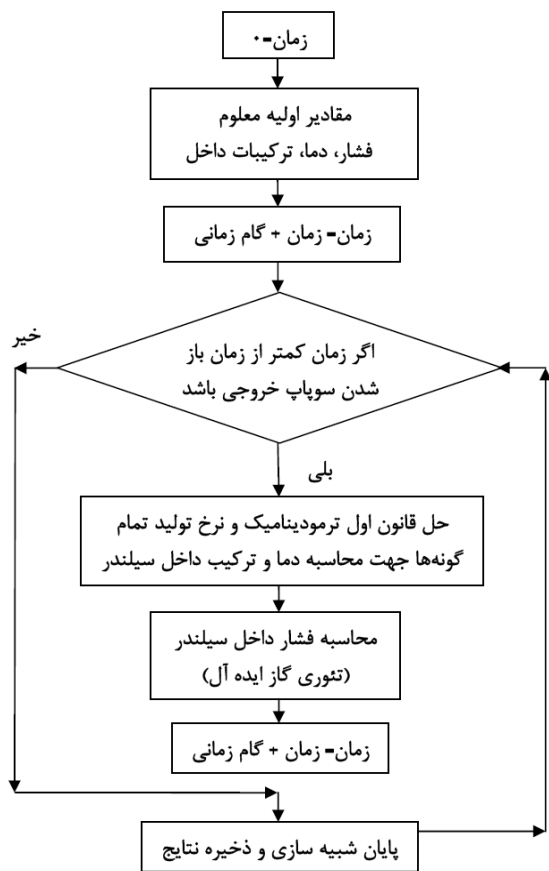 زمان=۰
مقادیر اولیه معلوم
فشار، دما، ترکیبات داخل
زمان= زمان + گام زمانی
اگر زمان کمتر از زمان باز
شدن سوپاپ خروجی باشد
خیر
بلی
حل قانون اول ترمودینامیک و نرخ تولید تمام
گونه‌ها جهت محاسبه دما و ترکیب داخل سیلندر
محاسبه فشار داخل سیلندر
(تئوری گاز ایده آل)
زمان= زمان + گام زمانی
پایان شبیه سازی و ذخیره نتایج